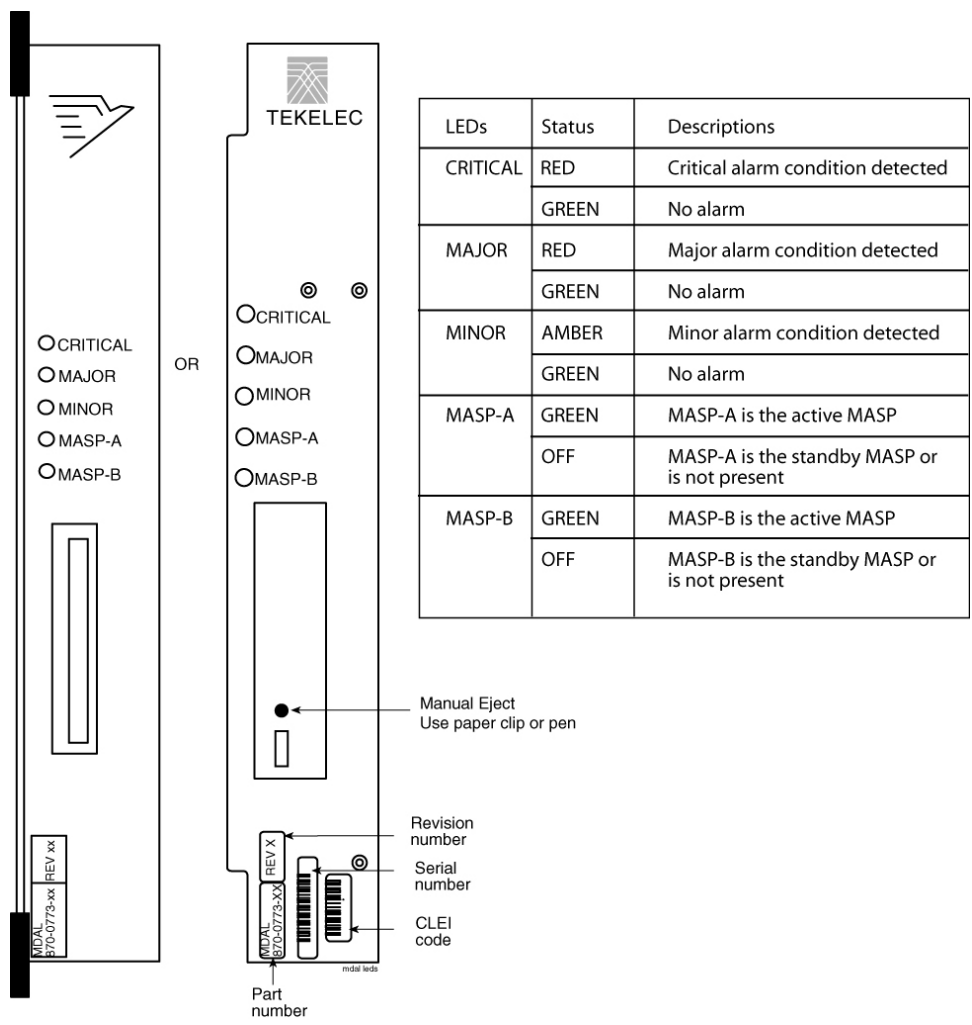 CRITICAL
MAJOR
MINOR
MASP-A
MASP-B
REV xx
MDAL
870-0773-xx
OR
TEKELEC
CRITICAL
MAJOR
MINOR
MASP-A
MASP-B
REV X
MDAL
870-0773-XX
mdal leds
LEDs Status Descriptions
CRITICAL RED Critical alarm condition detected
GREEN No alarm
MAJOR RED Major alarm condition detected
GREEN No alarm
MINOR AMBER Minor alarm condition detected
GREEN No alarm
MASP-A GREEN MASP-A is the active MASP
OFF MASP-A is the standby MASP or
is not present
MASP-B GREEN MASP-B is the active MASP
OFF MASP-B is the standby MASP or
is not present
Manual Eject
Use paper clip or pen
Revision
number
Serial
number
CLEI
code
Part
number